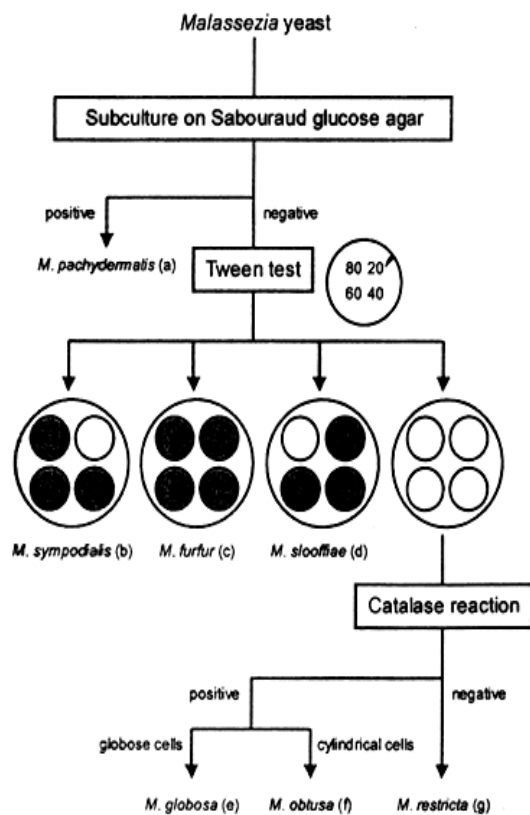 Malassezia yeast
Subculture on Sabouraud glucose agar
positive
negative
M. pachydermatis (a)
Tween test
80 20
60 40
M. sympodialis (b)
M. furfur (c)
M. slooffiae (d)
Catalase reaction
positive
negative
globose cells
cylindrical cells
M. globosa (e)
M. obtusa (f)
M. restricta (g)